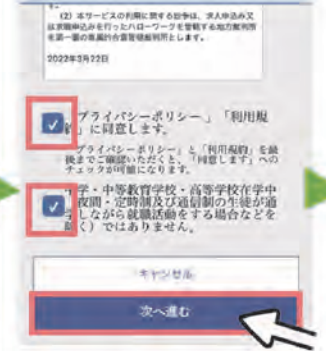 (2) 本サービスの利用に関する紛争は、求人申込み又
は求職申込みを行ったハローワークを管轄する地方裁判所
を第一審の専属的合意管轄裁判所とします。
2022年3月22日
プライバシーポリシー」「利用規
」に同意します。
プライバシーポリシー」と「利用規約」を最
後までご確認いただくと、「同意します」への
チェックが可能になります。
中学・中等教育学校・高等学校在学中
夜間・定時制及び通信制の生徒が通
学しながら就職活動をする場合などを
除く）ではありません。
キャンセル
次へ進む